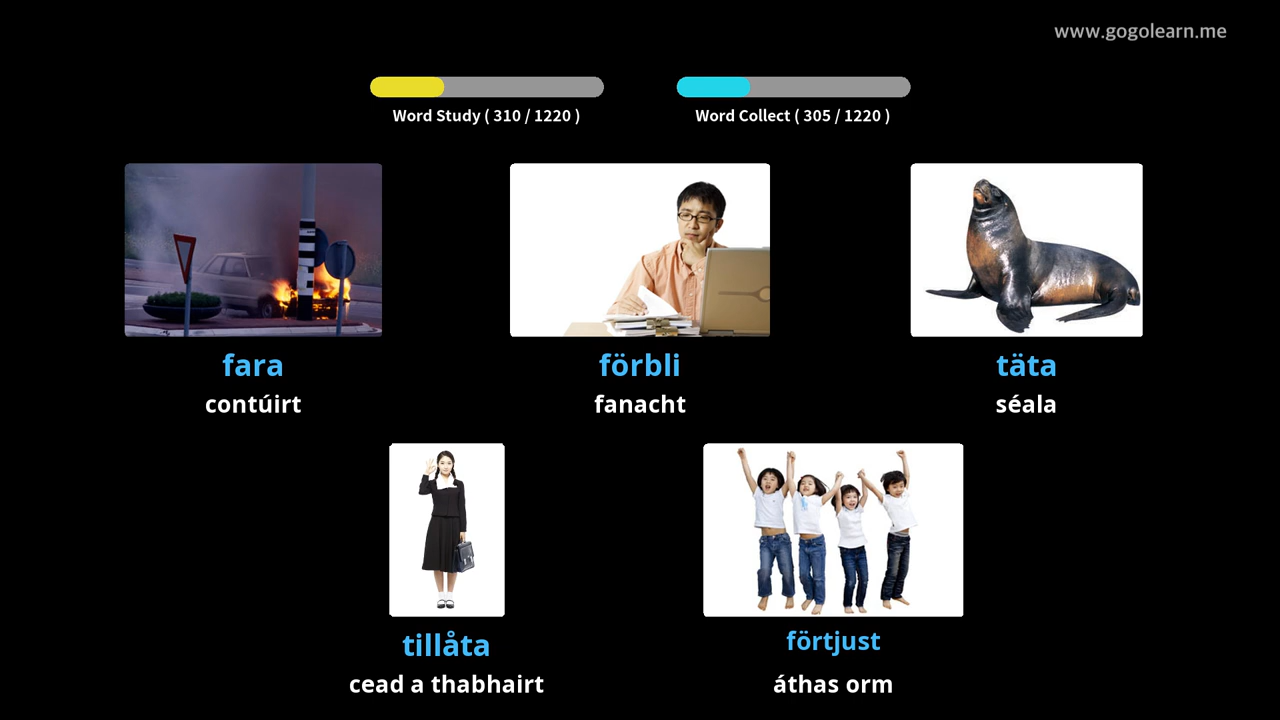 www.gogolearn.me
Word Study ( 310 / 1220 )
Word Collect ( 305 / 1220 )
fara
förbli
täta
contúirt
fanacht
séala
tillåta
förtjust
cead a thabhairt
áthas orm